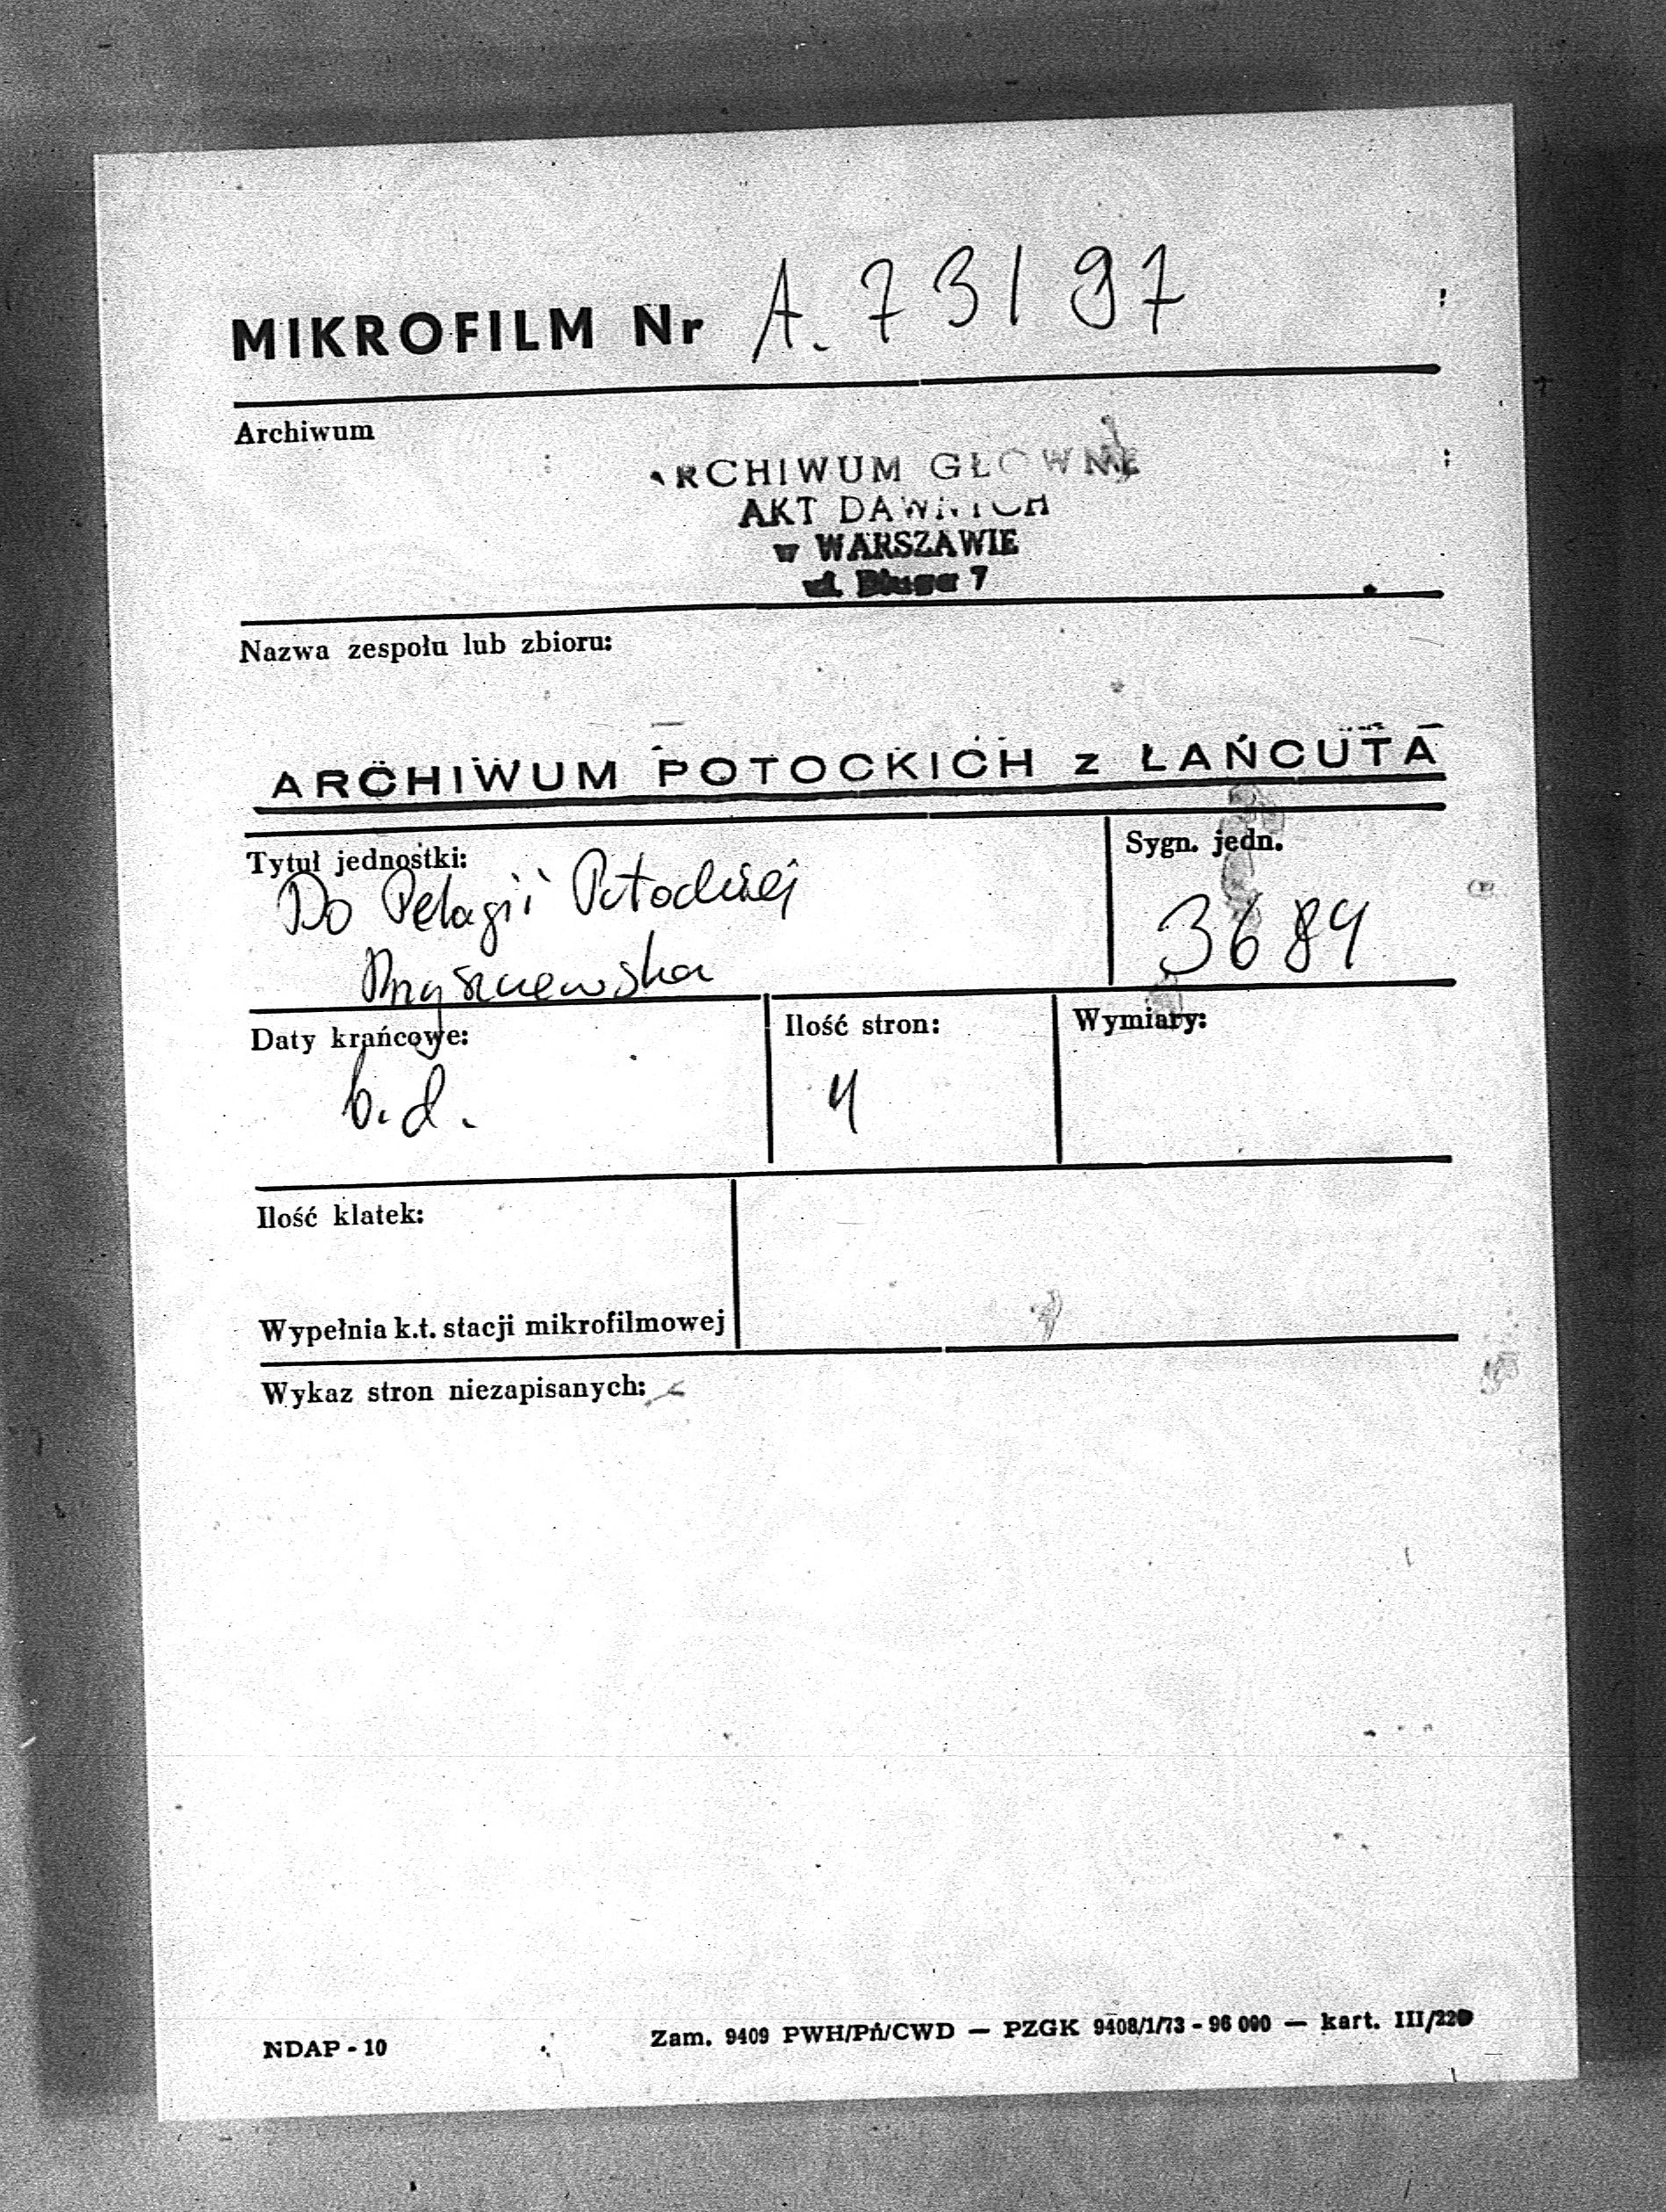 MIKROFILM Nr A. 73197
Archiwum
ARCHIWUM GŁOWNE
AKT DAWNYCH
w WARSZAWIE
ul. Długa 7
Nazwa zespołu lub zbioru:
ARCHIWUM POTOCKICH z ŁAŃCUTA
Tytuł jednostki:
Do Pelagii Potockiej
Sygn. jedn.
3684
Daty krańcowe:
b.d.
Ilość stron:
4
Wymiary:
Ilość klatek:
Wypełnia k.t. stacji mikrofilmowej
Wykaz stron niezapisanych:
NDAP - 10
Zam. 9409 PWH/Pń/CWD — PZGK 9408/1/73 - 96 000 — kart. III/220